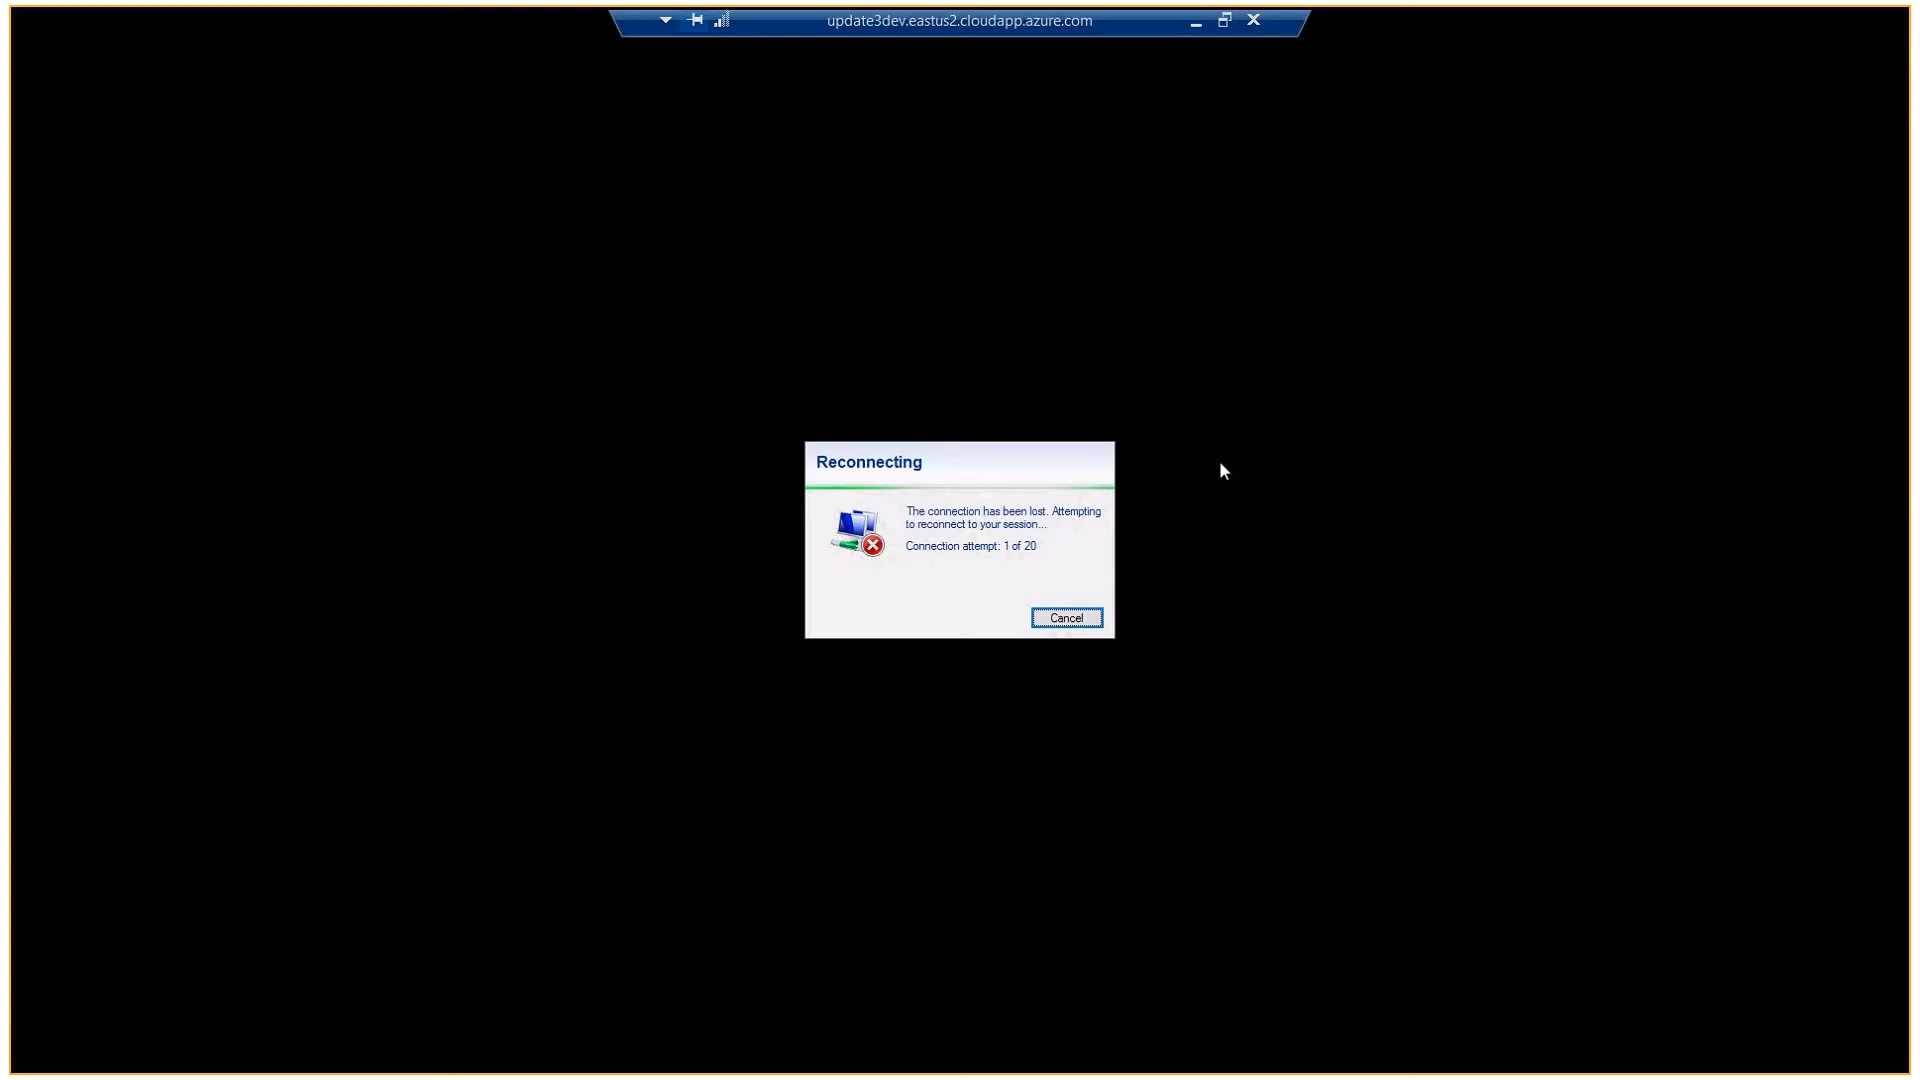 update3dev.eastus2.cloudapp.azure.com
Reconnecting
The connection has been lost. Attempting
to reconnect to your session...
Connection attempt: 1 of 20
Cancel